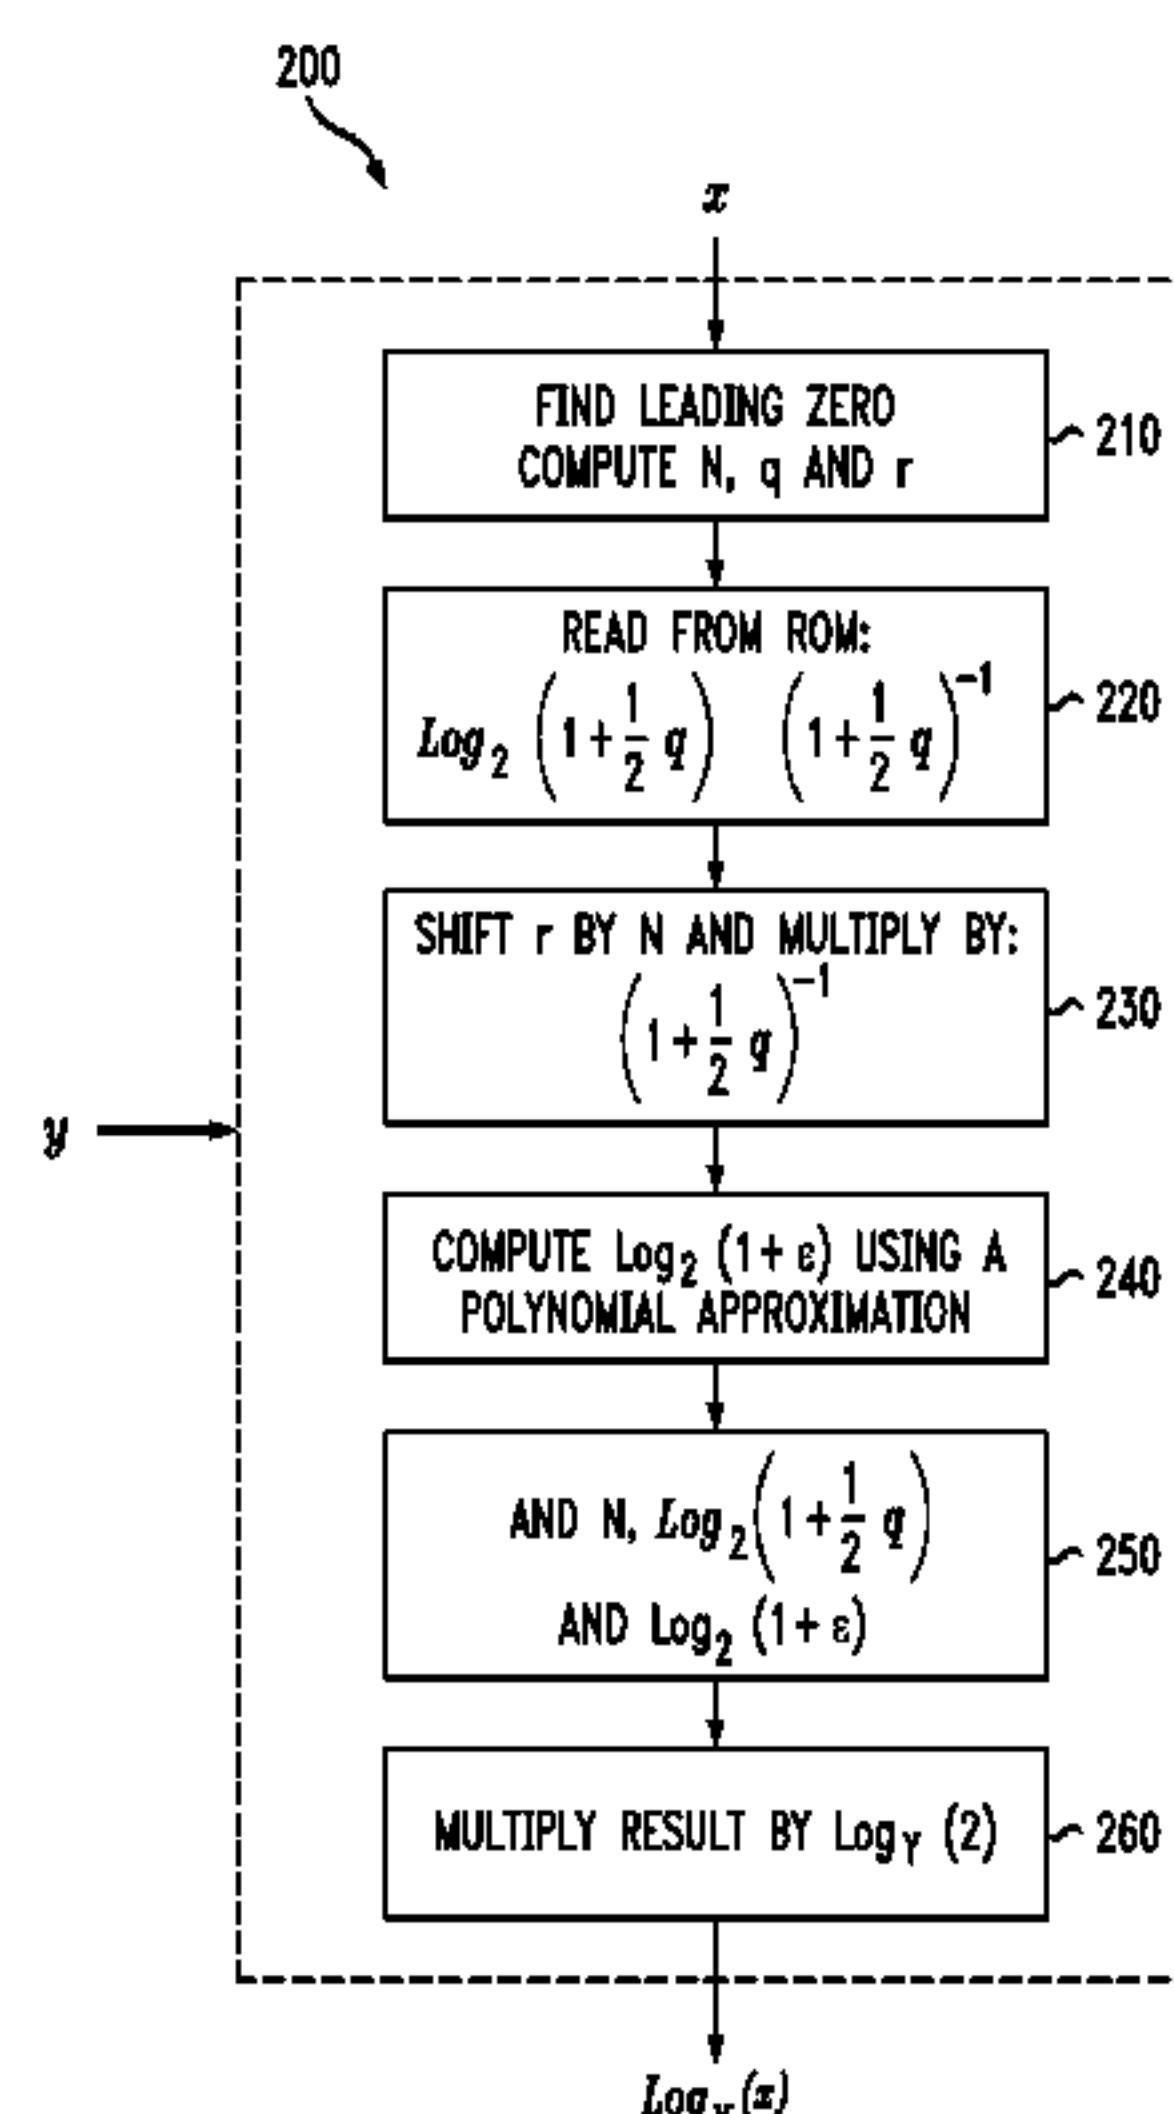 200
x
FIND LEADING ZERO
COMPUTE N, q AND r
210
READ FROM ROM:
Log₂ (1 + 1/2 q) (1 + 1/2 q)⁻¹
220
SHIFT r BY N AND MULTIPLY BY:
(1 + 1/2 q)⁻¹
230
y
COMPUTE Log₂ (1 + ε) USING A
POLYNOMIAL APPROXIMATION
240
AND N, Log₂ (1 + 1/2 q)
AND Log₂ (1 + ε)
250
MULTIPLY RESULT BY Log_Y (2)
260
Log_Y(x)